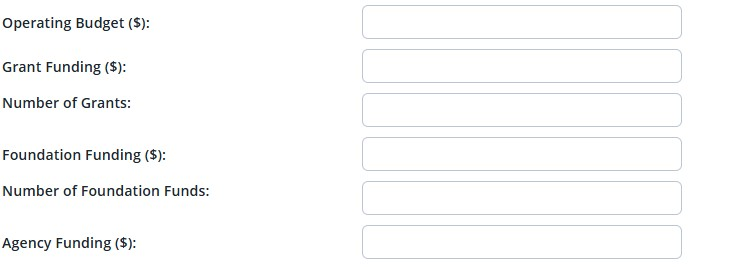 Operating Budget ($):
Grant Funding ($):
Number of Grants:
Foundation Funding ($):
Number of Foundation Funds:
Agency Funding ($):